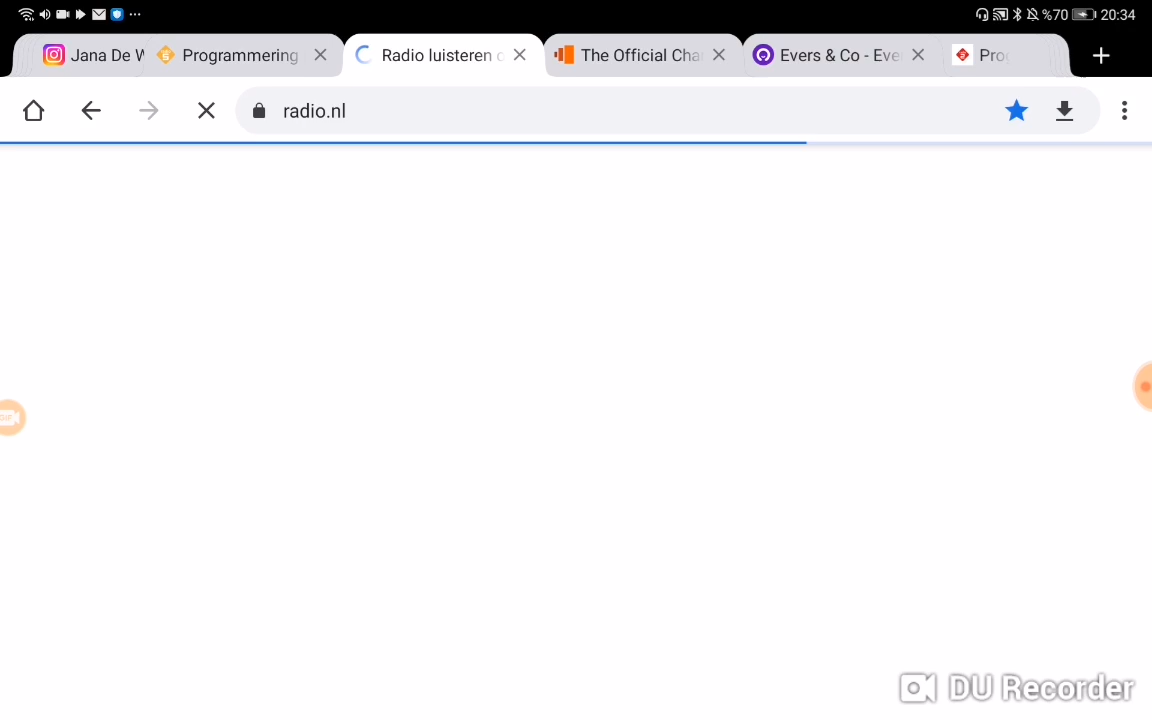 %70 20:34
Jana De W
Programmering
Radio luisteren o
The Official Cha
Evers & Co - Eve
Pro
radio.nl
GIF
DU Recorder